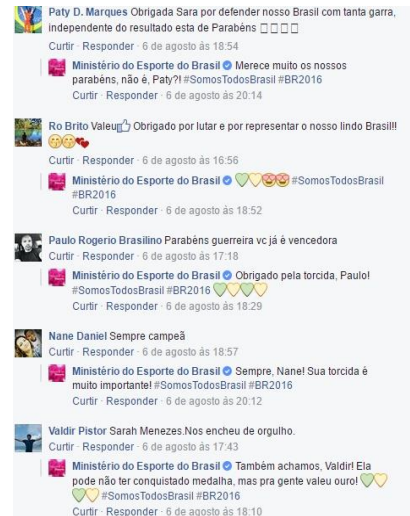 Paty D. Marques Obrigada Sara por defender nosso Brasil com tanta garra,
independente do resultado esta de Parabéns
Curtir · Responder · 6 de agosto às 18:54
Ministério do Esporte do Brasil Merece muito os nossos
parabéns, não é, Paty?! #SomosTodosBrasil #BR2016
Curtir · Responder · 6 de agosto às 20:14
Ro Brito Valeu👍 Obrigado por lutar e por representar o nosso lindo Brasil!!
Curtir · Responder · 6 de agosto às 16:56
Ministério do Esporte do Brasil 💚💛😍😍 #SomosTodosBrasil
#BR2016
Curtir · Responder · 6 de agosto às 18:52
Paulo Rogerio Brasilino Parabéns guerreira vc já é vencedora
Curtir · Responder · 6 de agosto às 17:18
Ministério do Esporte do Brasil Obrigado pela torcida, Paulo!
#SomosTodosBrasil #BR2016 💚💛💚💛
Curtir · Responder · 6 de agosto às 18:29
Nane Daniel Sempre campeã
Curtir · Responder · 6 de agosto às 18:57
Ministério do Esporte do Brasil Sempre, Nane! Sua torcida é
muito importante! #SomosTodosBrasil #BR2016
Curtir · Responder · 6 de agosto às 20:12
Valdir Pistor Sarah Menezes.Nos encheu de orgulho.
Curtir · Responder · 6 de agosto às 17:43
Ministério do Esporte do Brasil Também achamos, Valdir! Ela
pode não ter conquistado medalha, mas pra gente valeu ouro! 💚💛
💚💛 #SomosTodosBrasil #BR2016
Curtir · Responder · 6 de agosto às 18:10